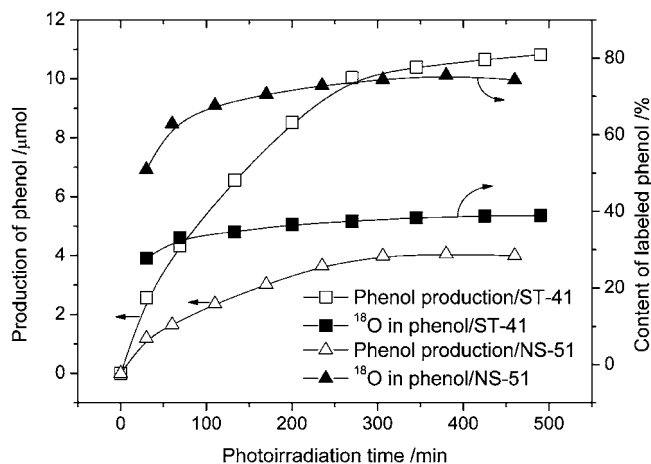 12
10
8
6
4
2
0
Production of phenol /μmol
80
60
40
20
0
Content of labeled phenol /%
Phenol production/ST-41
¹⁸O in phenol/ST-41
Phenol production/NS-51
¹⁸O in phenol/NS-51
0 100 200 300 400 500
Photoirradiation time /min